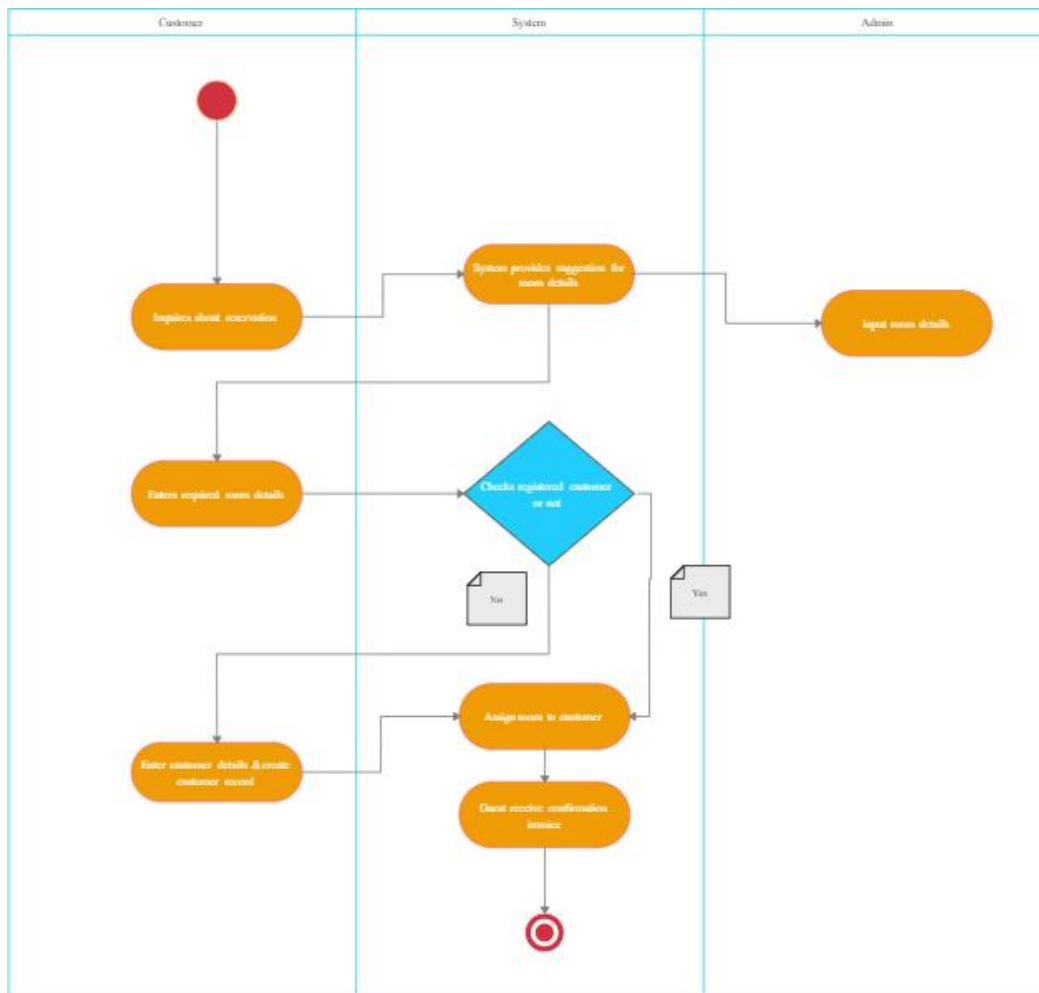 Customer
System
Admin
System provides suggestion for
room details
Inquires about reservation
input room details
Enters required room details
Checks registered customer
or not
No
Yes
Assign room to customer
Enter customer details & create
customer record
Guest receive confirmation
invoice